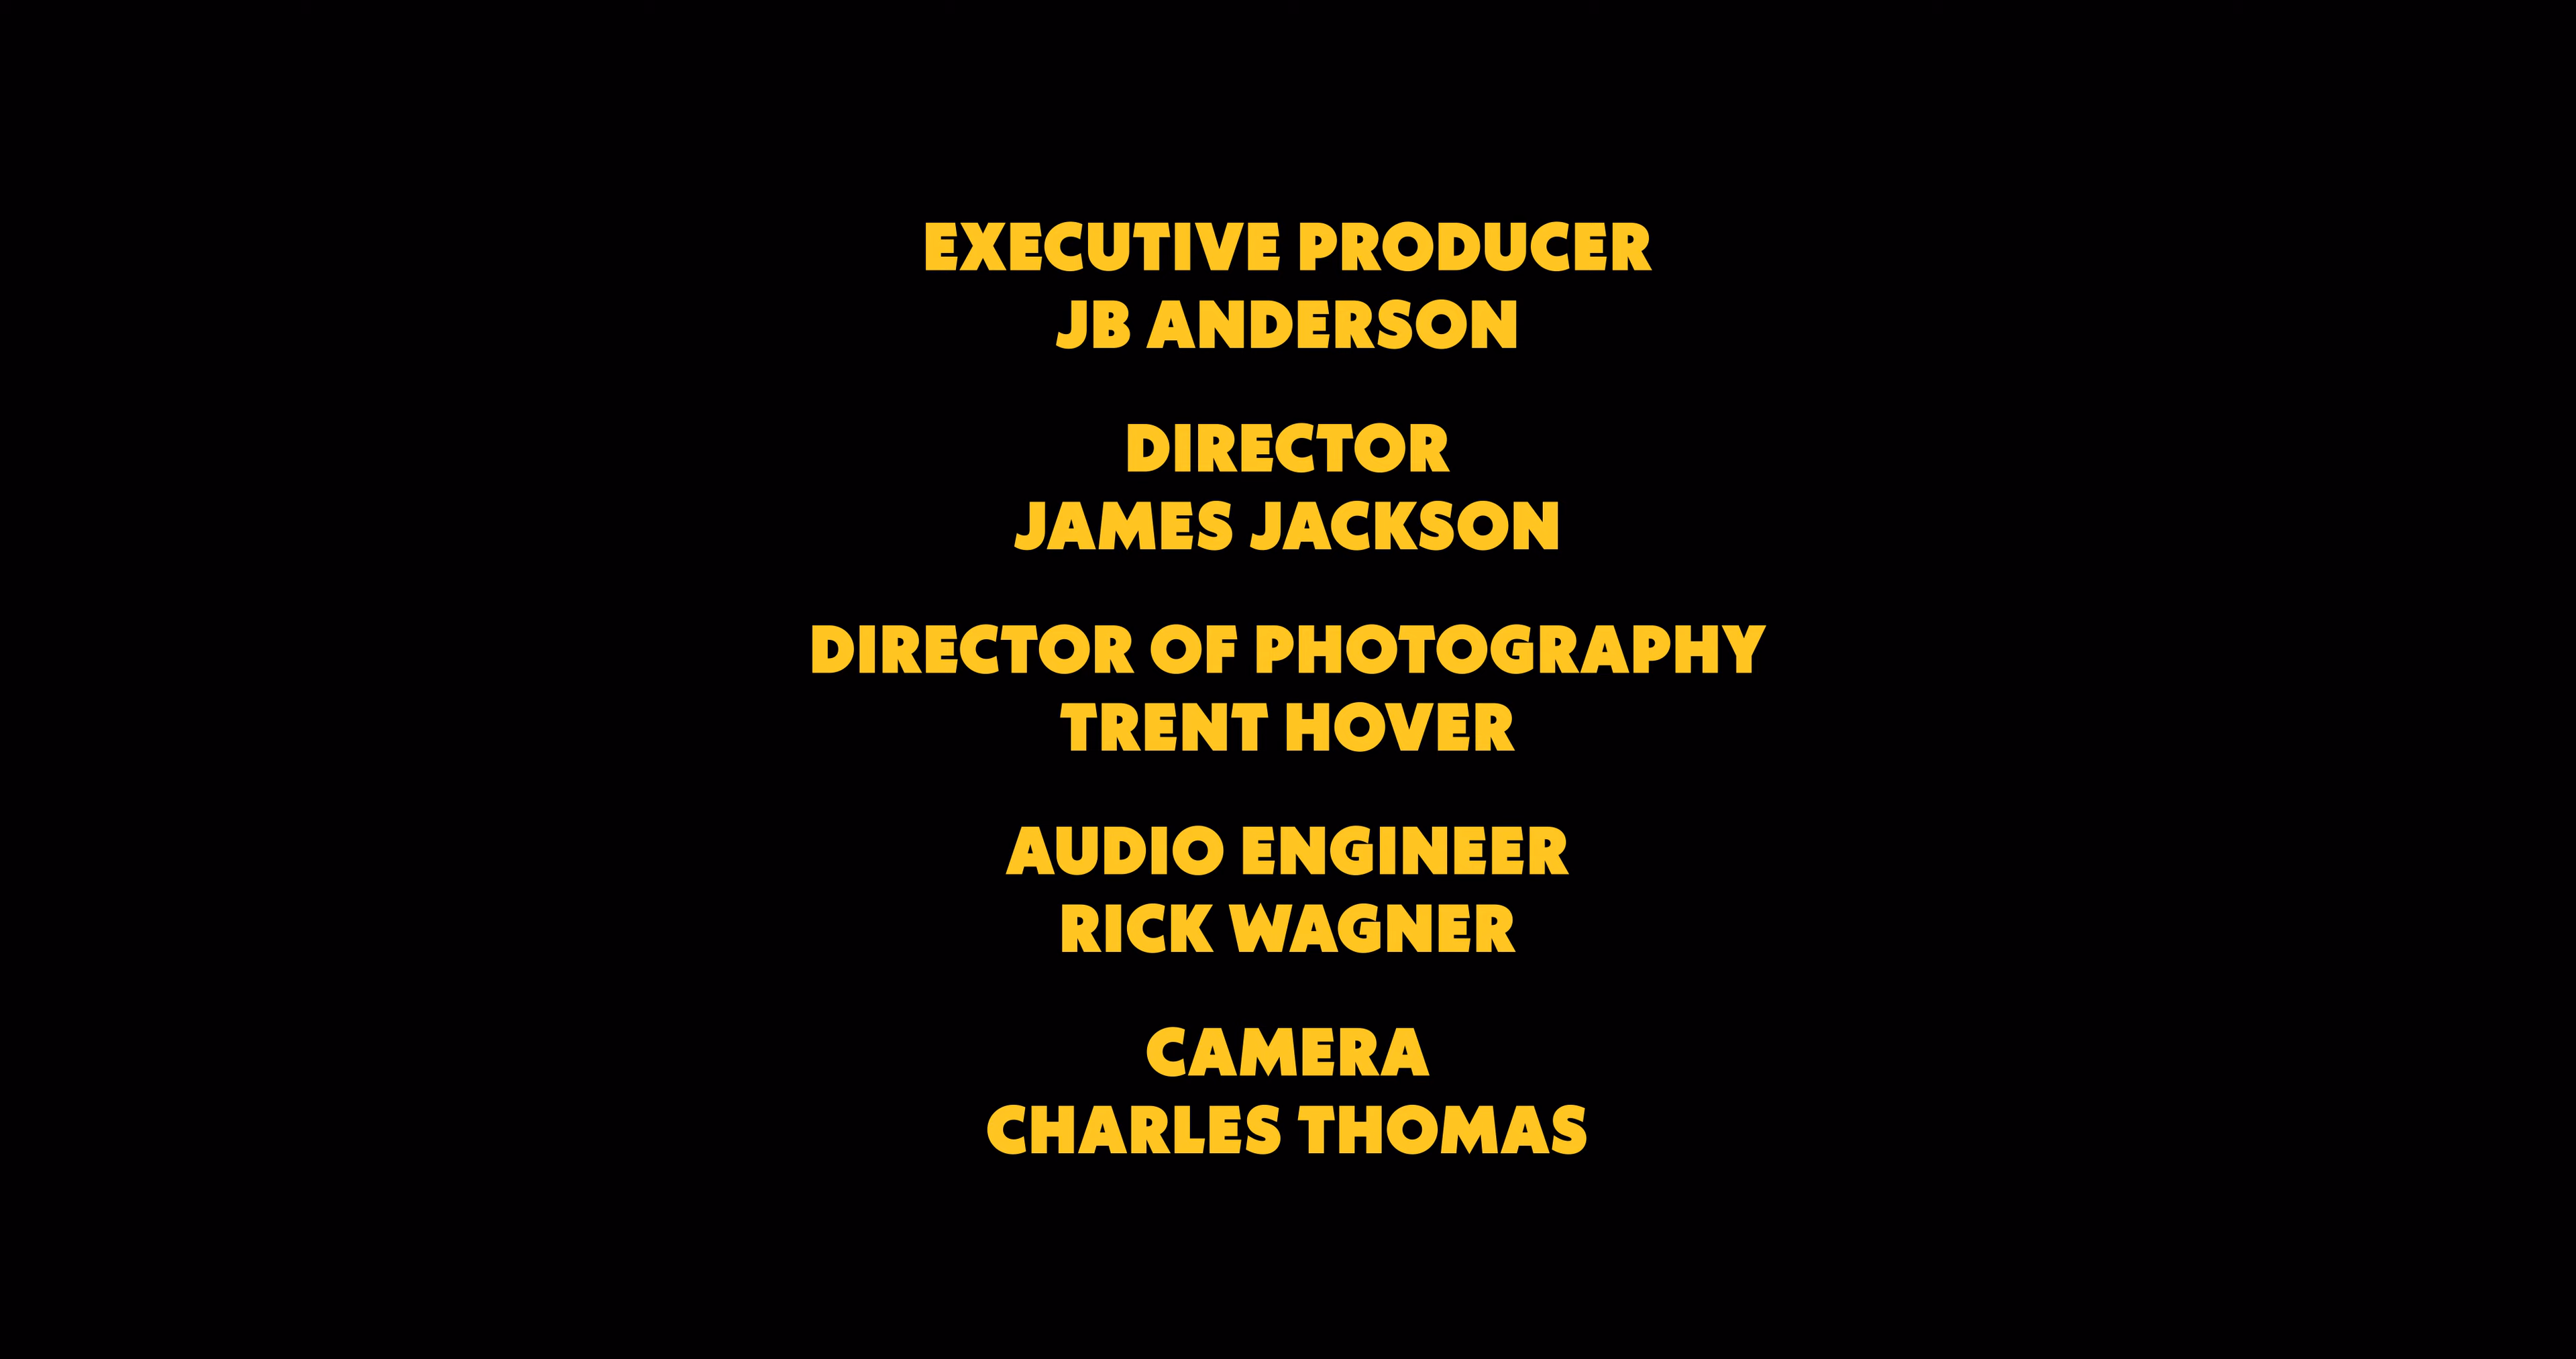 EXECUTIVE PRODUCER
JB ANDERSON
DIRECTOR
JAMES JACKSON
DIRECTOR OF PHOTOGRAPHY
TRENT HOVER
AUDIO ENGINEER
RICK WAGNER
CAMERA
CHARLES THOMAS